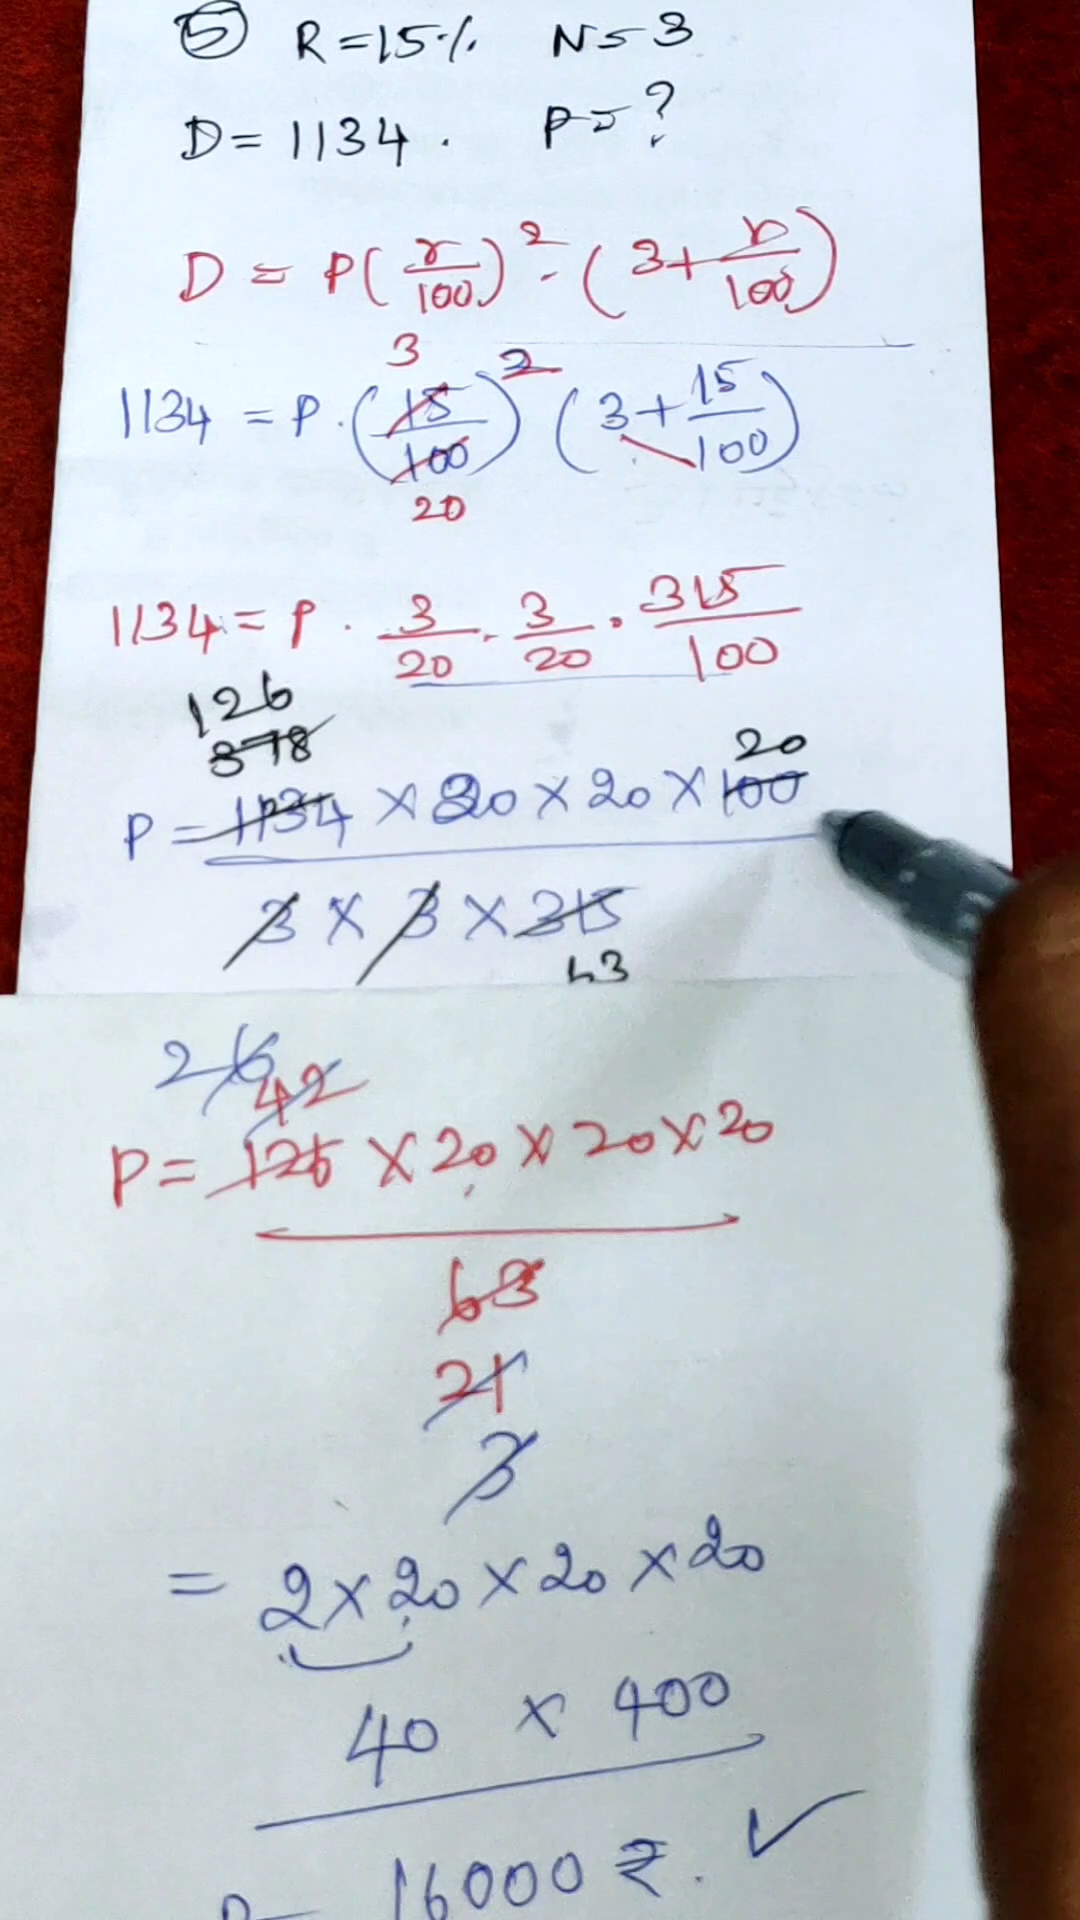 ⑤ R = 15% N = 3
D = 1134. P = ?
D = P(r/100)² · (3 + r/100)
3
1134 = P · (15/100)² (3 + 15/100)
20
1134 = P · 3/20 · 3/20 · 315/100
126
378 20
P = 1134 × 20 × 20 × 100
3 × 3 × 315
63
2 6
42
P = 126 × 20 × 20 × 20
63
21
3
= 2 × 20 × 20 × 20
40 × 400
16000 ₹. ✓